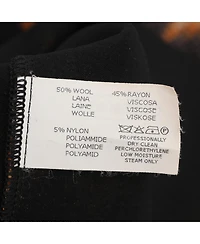 50% WOOL 45% RAYON
LANA VISCOSA
LAINE VISCOSE
WOLLE VISKOSE
5% NYLON
POLIAMMIDE
POLYAMIDE
POLYAMID
PROFESSIONALLY
DRY-CLEAN
PERCHLORETHYLENE
LOW MOISTURE
STEAM ONLY